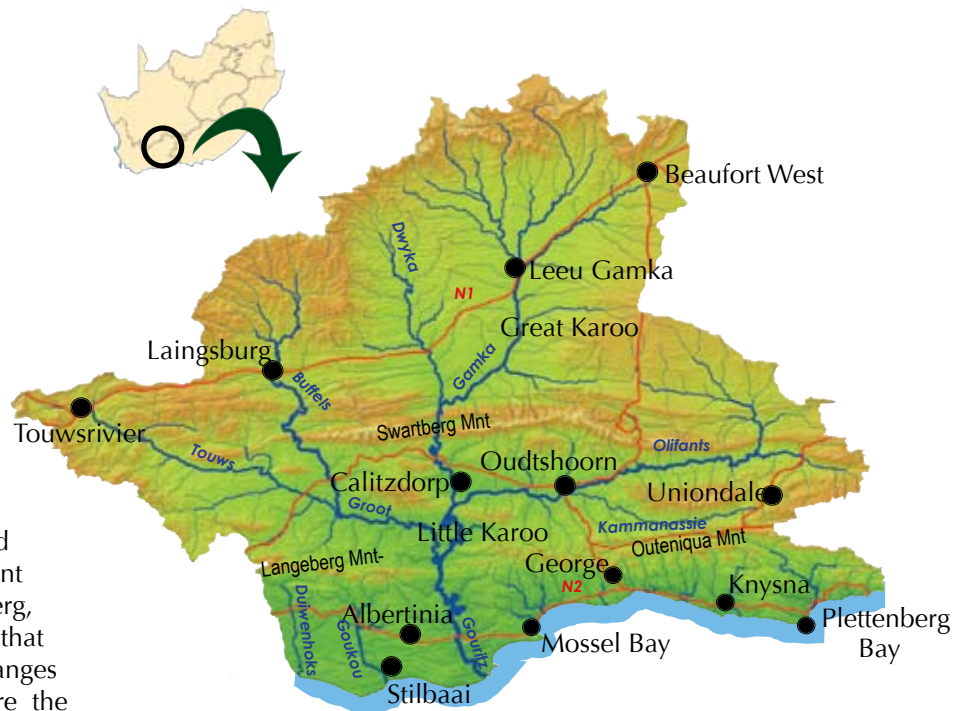 Beaufort West
Dwyka
Leeu Gamka
N1
Great Karoo
Laingsburg
Gamka
Buffels
Touwsrivier
Swartberg Mnt
Touws
Olifants
Oudtshoorn
Calitzdorp
Uniondale
Groot
Kammanassie
Little Karoo
Outeniqua Mnt
Langeberg Mnt-
George
N2
Knysna
Duiwenhoks
Albertinia
Goukou
Gouritz
Mossel Bay
Plettenberg
Bay
Stilbaai
d
nt
erg,
that
anges
re the